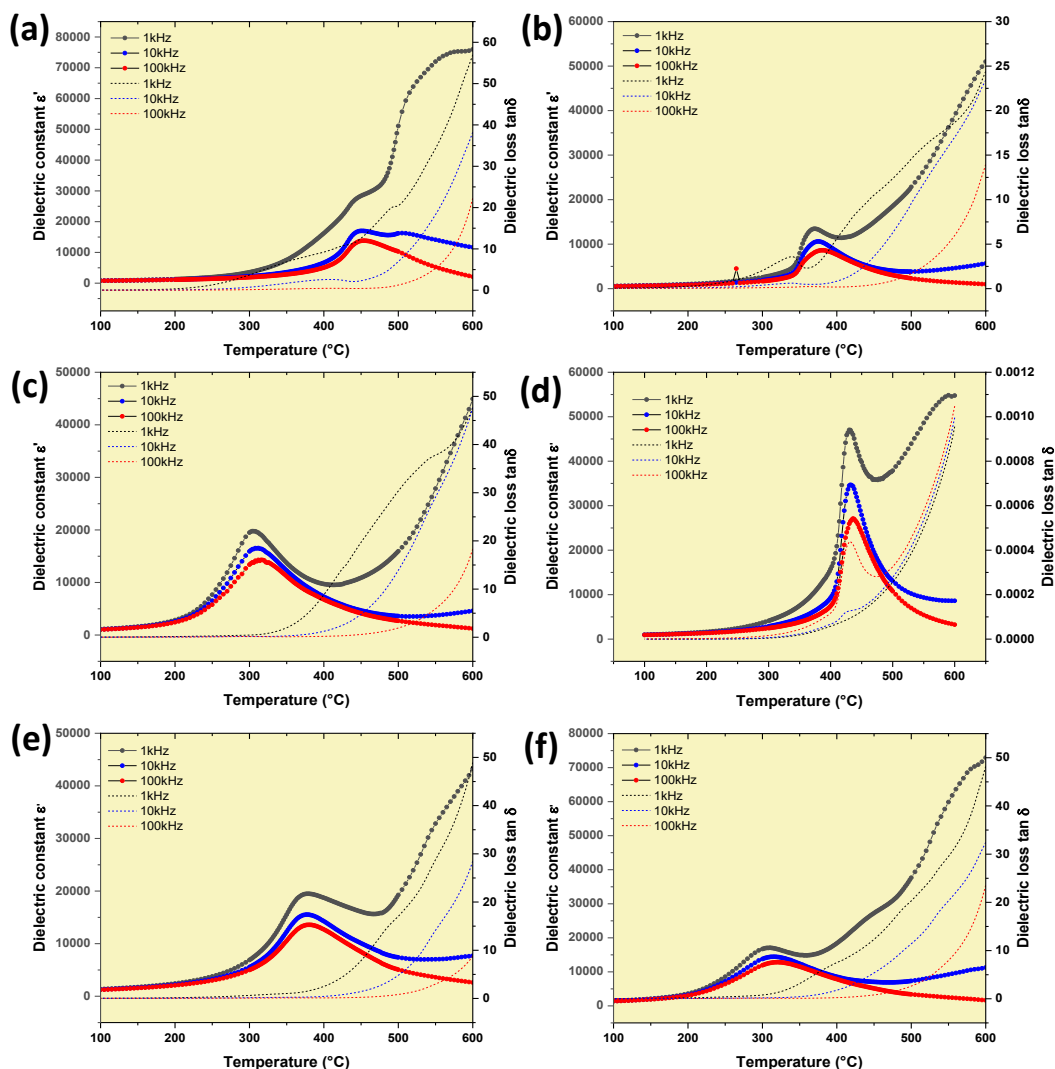 (a)
1kHz
10kHz
100kHz
1kHz
10kHz
100kHz
Dielectric constant ε'
80000
75000
70000
65000
60000
55000
50000
45000
40000
35000
30000
25000
20000
15000
10000
5000
0
Dielectric loss tanδ
60
50
40
30
20
10
0
100 200 300 400 500 600
Temperature (°C)
(b)
1kHz
10kHz
100kHz
1kHz
10kHz
100kHz
Dielectric constant ε'
60000
50000
40000
30000
20000
10000
0
Dielectric loss tanδ
30
25
20
15
10
5
0
100 200 300 400 500 600
Temperature (°C)
(c)
1kHz
10kHz
100kHz
1kHz
10kHz
100kHz
Dielectric constant ε'
50000
40000
30000
20000
10000
0
Dielectric loss tanδ
50
40
30
20
10
0
100 200 300 400 500 600
Temperature (°C)
(d)
1kHz
10kHz
100kHz
1kHz
10kHz
100kHz
Dielectric constant ε'
60000
50000
40000
30000
20000
10000
0
Dielectric loss tan δ
0.0012
0.0010
0.0008
0.0006
0.0004
0.0002
0.0000
100 200 300 400 500 600
Temperature (°C)
(e)
1kHz
10kHz
100kHz
1kHz
10kHz
100kHz
Dielectric constant ε'
50000
40000
30000
20000
10000
0
Dielectric loss tan δ
50
40
30
20
10
0
100 200 300 400 500 600
Temperature (°C)
(f)
1kHz
10kHz
100kHz
1kHz
10kHz
100kHz
Dielectric constant ε'
80000
70000
60000
50000
40000
30000
20000
10000
0
Dielectric loss tan δ
50
40
30
20
10
0
100 200 300 400 500 600
Temperature (°C)